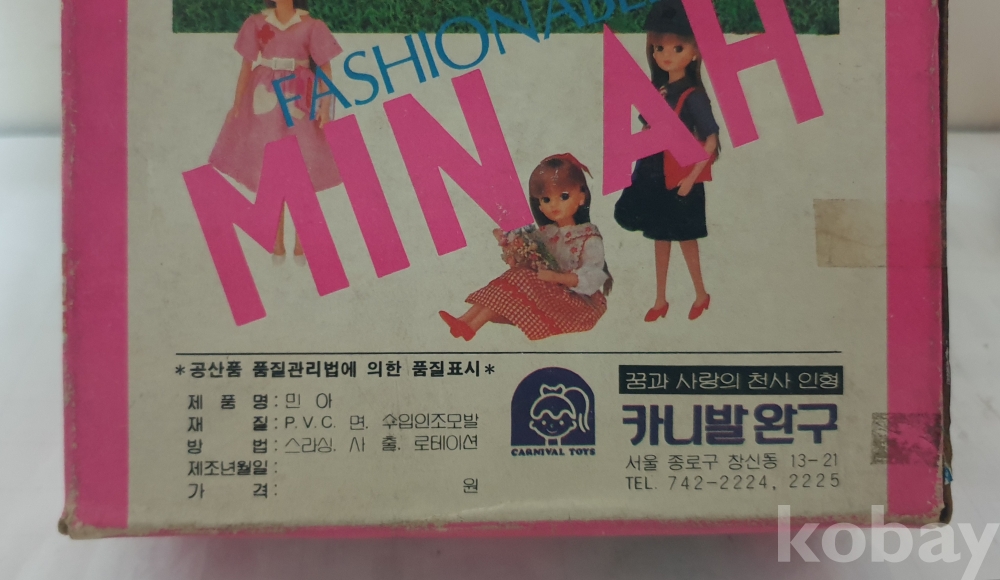 FASHIONABLE
MIN AH
*공산품 품질관리법에 의한 품질표시*
제 품 명 : 민 아
재 질 : P.V.C. 면. 수입인조모발
방 법 : 스라싱. 사 출. 로테이션
제조년월일 :
가 격 : 원
CARNIVAL TOYS
꿈과 사랑의 천사 인형
카니발완구
서울 종로구 창신동 13-21
TEL. 742-2224, 2225
kobay